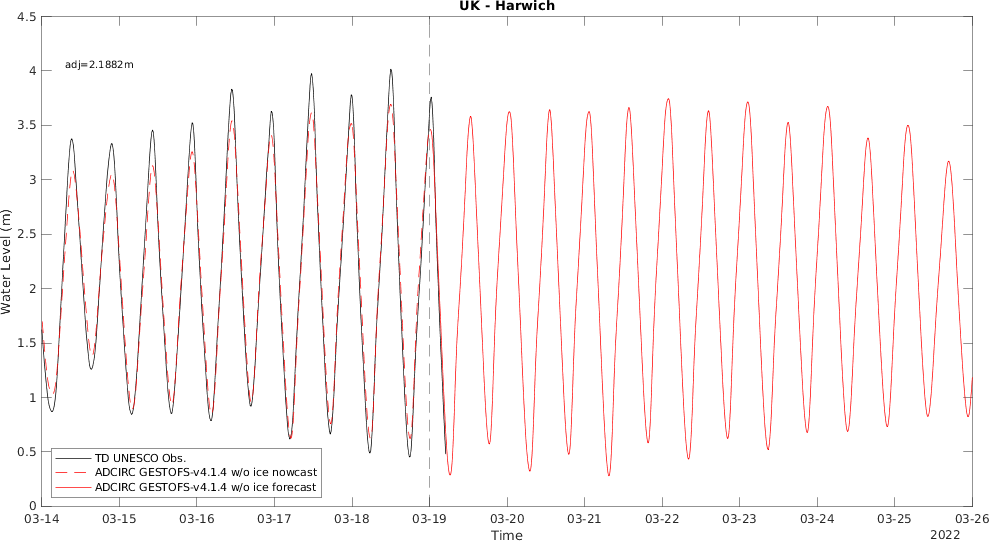 UK - Harwich
4.5
4
3.5
3
2.5
2
1.5
1
0.5
0
Water Level (m)
adj=2.1882m
TD UNESCO Obs.
ADCIRC GESTOFS-v4.1.4 w/o ice nowcast
ADCIRC GESTOFS-v4.1.4 w/o ice forecast
03-14 03-15 03-16 03-17 03-18 03-19 03-20 03-21 03-22 03-23 03-24 03-25 03-26
Time
2022